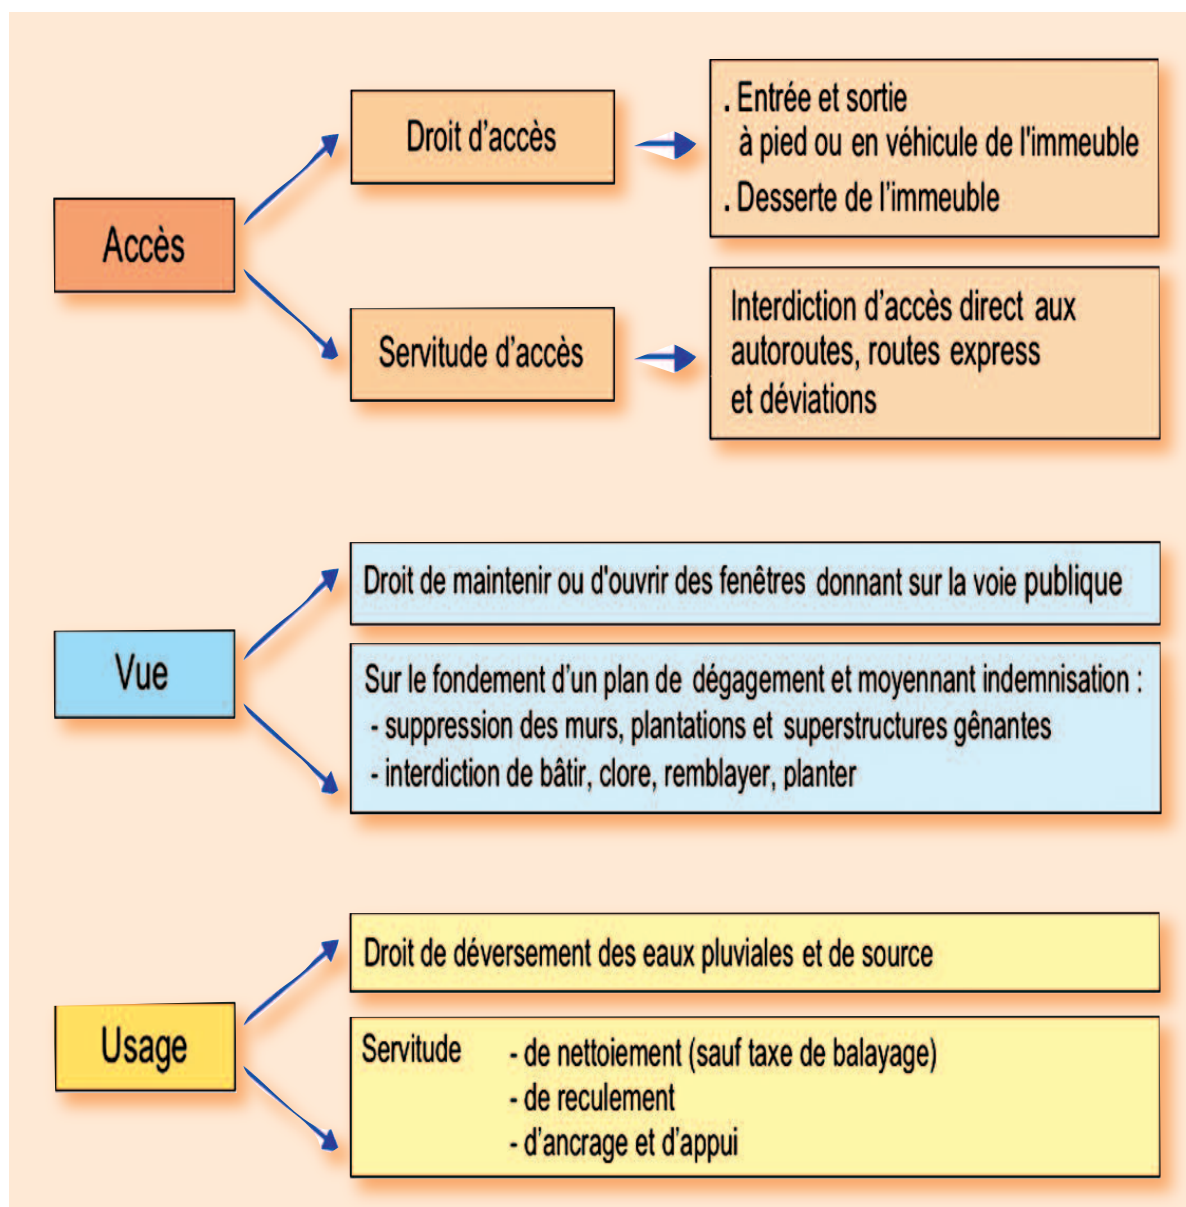 Accès
Droit d'accès
. Entrée et sortie
à pied ou en véhicule de l'immeuble
. Desserte de l'immeuble
Servitude d'accès
Interdiction d'accès direct aux
autoroutes, routes express
et déviations
Vue
Droit de maintenir ou d'ouvrir des fenêtres donnant sur la voie publique
Sur le fondement d'un plan de dégagement et moyennant indemnisation :
- suppression des murs, plantations et superstructures gênantes
- interdiction de bâtir, clore, remblayer, planter
Usage
Droit de déversement des eaux pluviales et de source
Servitude - de nettoiement (sauf taxe de balayage)
- de reculement
- d'ancrage et d'appui